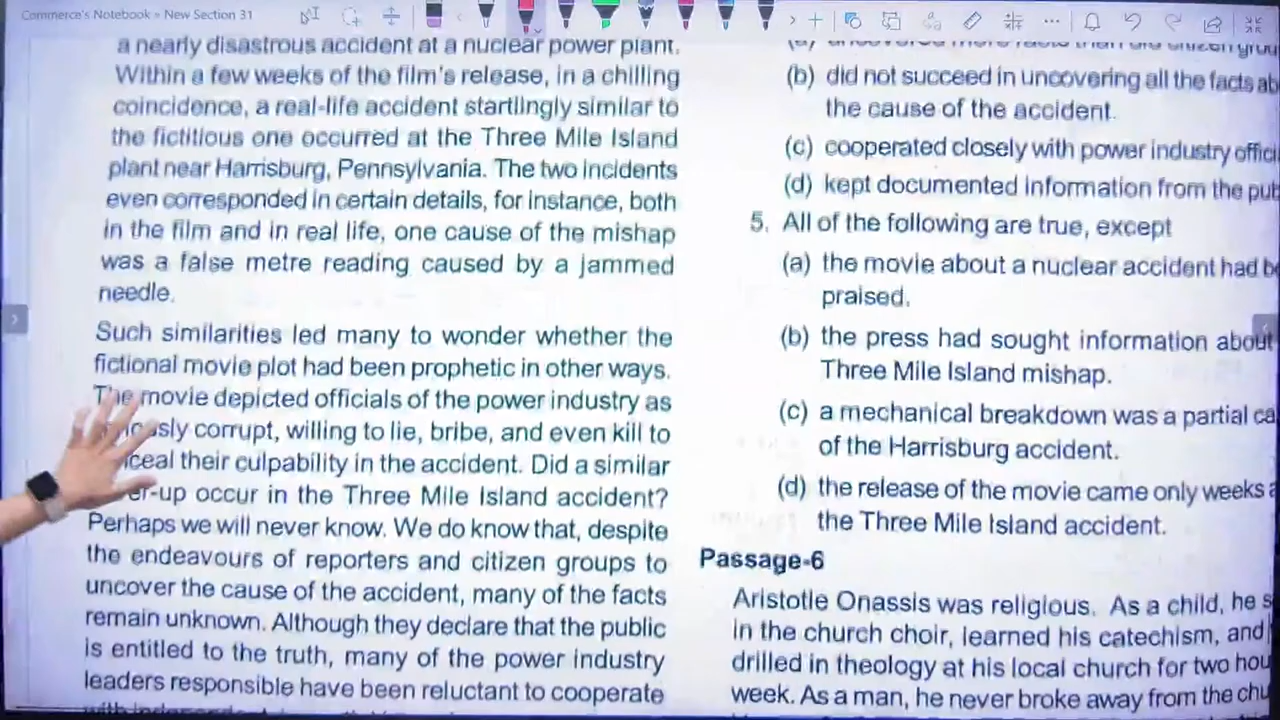 Commerce's Notebook » New Section 31
a nearly disastrous accident at a nuclear power plant.
Within a few weeks of the film's release, in a chilling
coincidence, a real-life accident startlingly similar to
the fictitious one occurred at the Three Mile Island
plant near Harrisburg, Pennsylvania. The two incidents
even corresponded in certain details, for instance, both
in the film and in real life, one cause of the mishap
was a false metre reading caused by a jammed
needle.
Such similarities led many to wonder whether the
fictional movie plot had been prophetic in other ways.
The movie depicted officials of the power industry as
corrupt, willing to lie, bribe, and even kill to
their culpability in the accident. Did a similar
er-up occur in the Three Mile Island accident?
Perhaps we will never know. We do know that, despite
the endeavours of reporters and citizen groups to
uncover the cause of the accident, many of the facts
remain unknown. Although they declare that the public
is entitled to the truth, many of the power industry
leaders responsible have been reluctant to cooperate
(b) did not succeed in uncovering all the facts ab
the cause of the accident.
(c) cooperated closely with power industry offici
(d) kept documented information from the pub
5. All of the following are true, except
(a) the movie about a nuclear accident had be
praised.
(b) the press had sought information about
Three Mile Island mishap.
(c) a mechanical breakdown was a partial ca
of the Harrisburg accident.
(d) the release of the movie came only weeks a
the Three Mile Island accident.
Passage-6
Aristotle Onassis was religious. As a child, he s
in the church choir, learned his catechism, and
drilled in theology at his local church for two hou
week. As a man, he never broke away from the chu